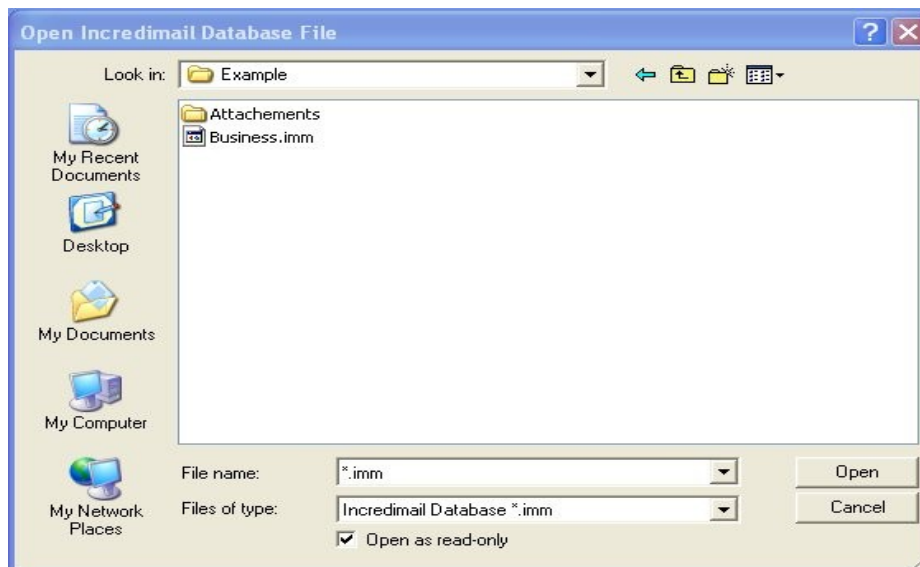 Open Incredimail Database File
Look in: Example
Attachements
Business.imm
My Recent
Documents
Desktop
My Documents
My Computer
My Network
Places
File name: *.imm Open
Files of type: Incredimail Database *.imm Cancel
Open as read-only